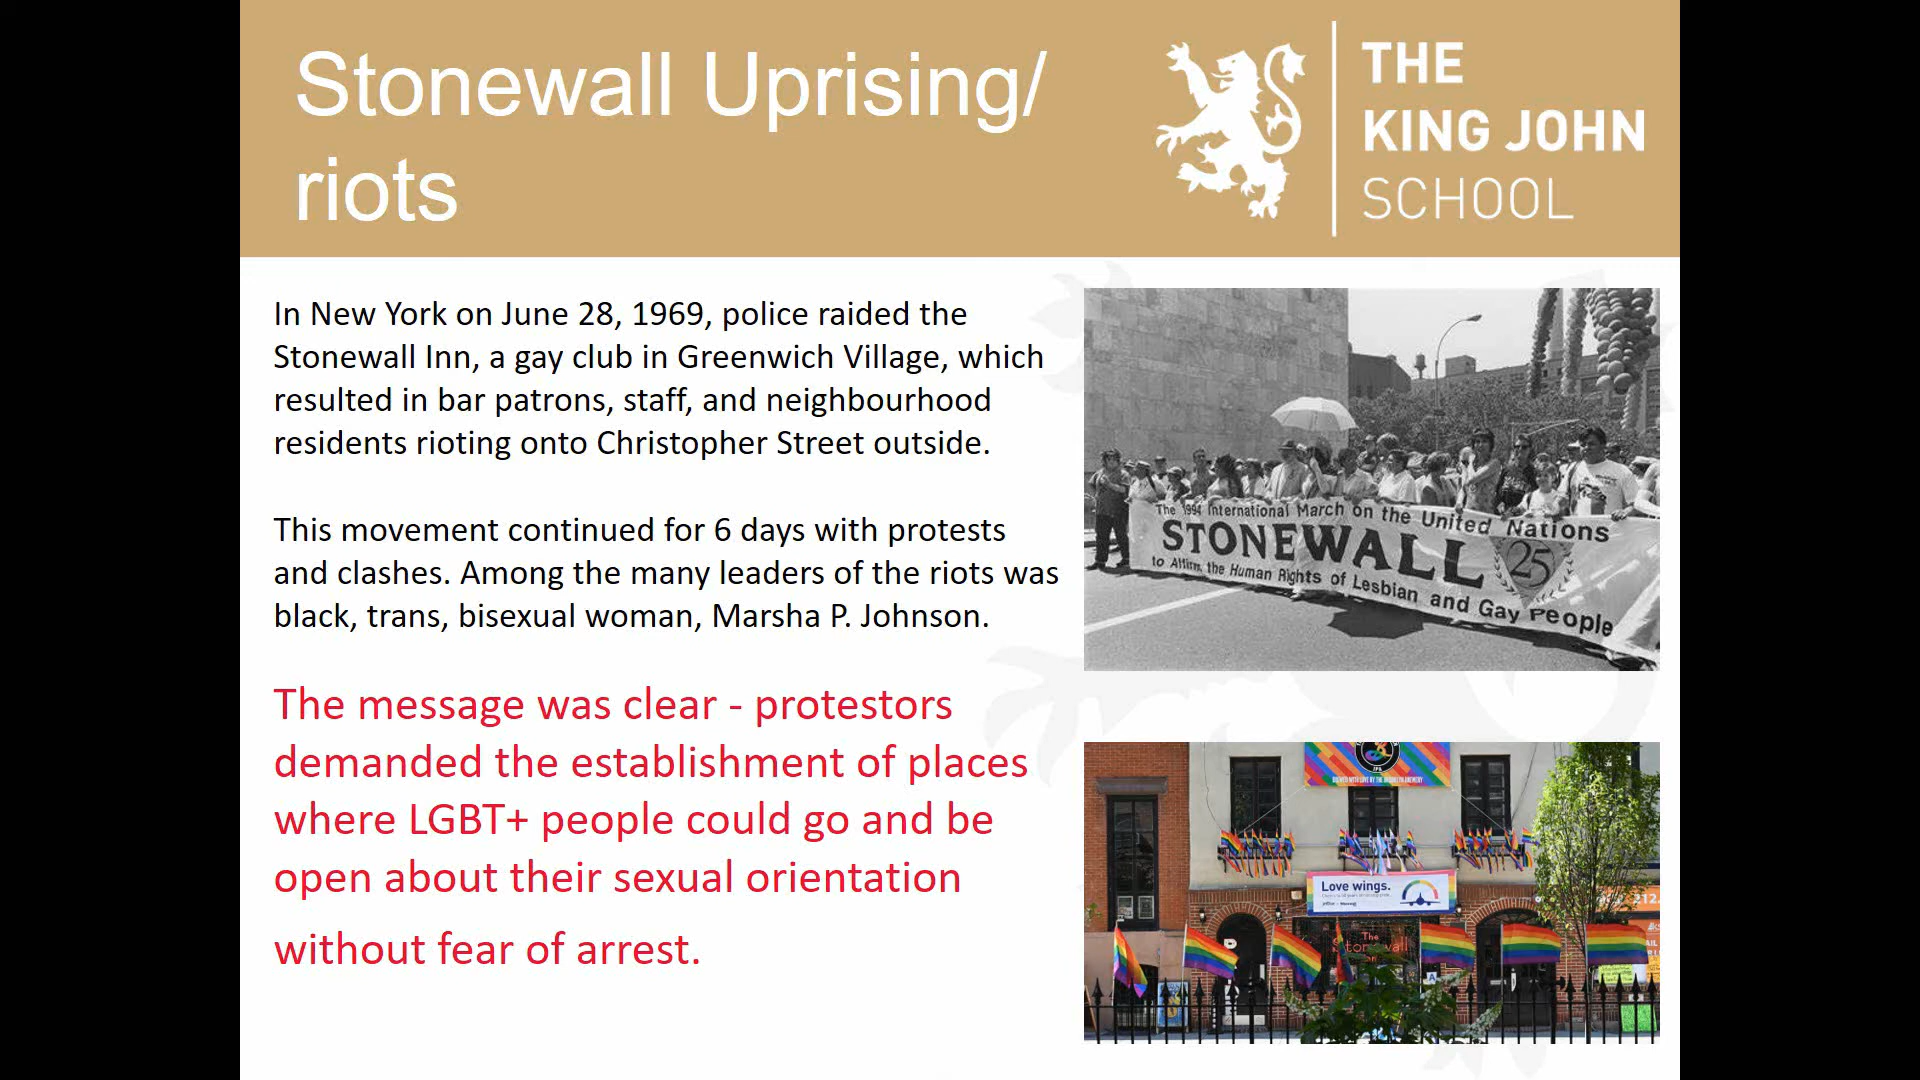 Stonewall Uprising/
riots
THE
KING JOHN
SCHOOL
In New York on June 28, 1969, police raided the
Stonewall Inn, a gay club in Greenwich Village, which
resulted in bar patrons, staff, and neighbourhood
residents rioting onto Christopher Street outside.
This movement continued for 6 days with protests
and clashes. Among the many leaders of the riots was
black, trans, bisexual woman, Marsha P. Johnson.
The message was clear - protestors
demanded the establishment of places
where LGBT+ people could go and be
open about their sexual orientation
without fear of arrest.
The 1994 International March on the United Nations
STONEWALL 25
to Affirm the Human Rights of Lesbian and Gay People
Love wings.
The
Stonewall
212